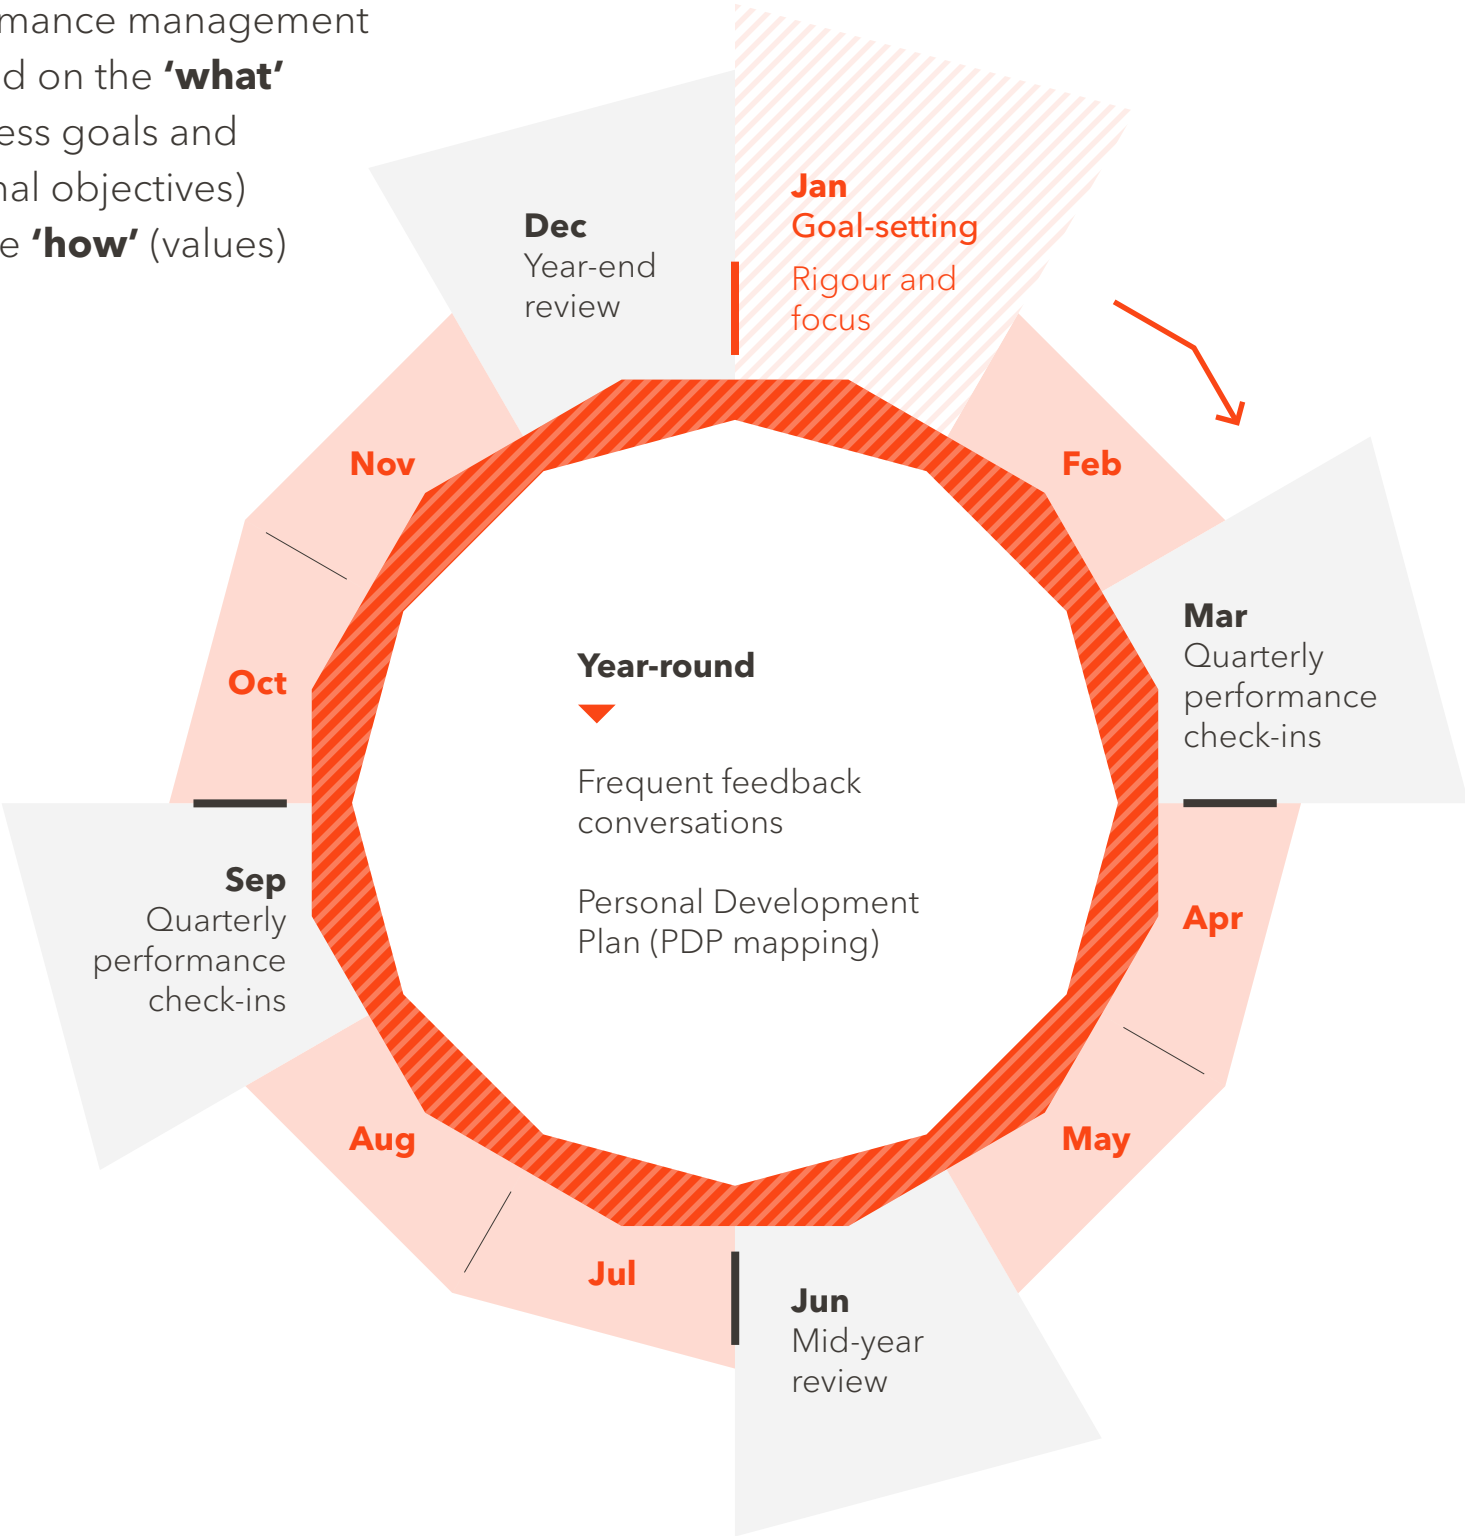 mance management
d on the ‘what’
ess goals and
nal objectives)
e ‘how’ (values)
Jan
Goal-setting
Rigour and
focus
Feb
Mar
Quarterly
performance
check-ins
Apr
May
Jun
Mid-year
review
Jul
Aug
Sep
Quarterly
performance
check-ins
Oct
Nov
Dec
Year-end
review
Year-round
Frequent feedback
conversations
Personal Development
Plan (PDP mapping)